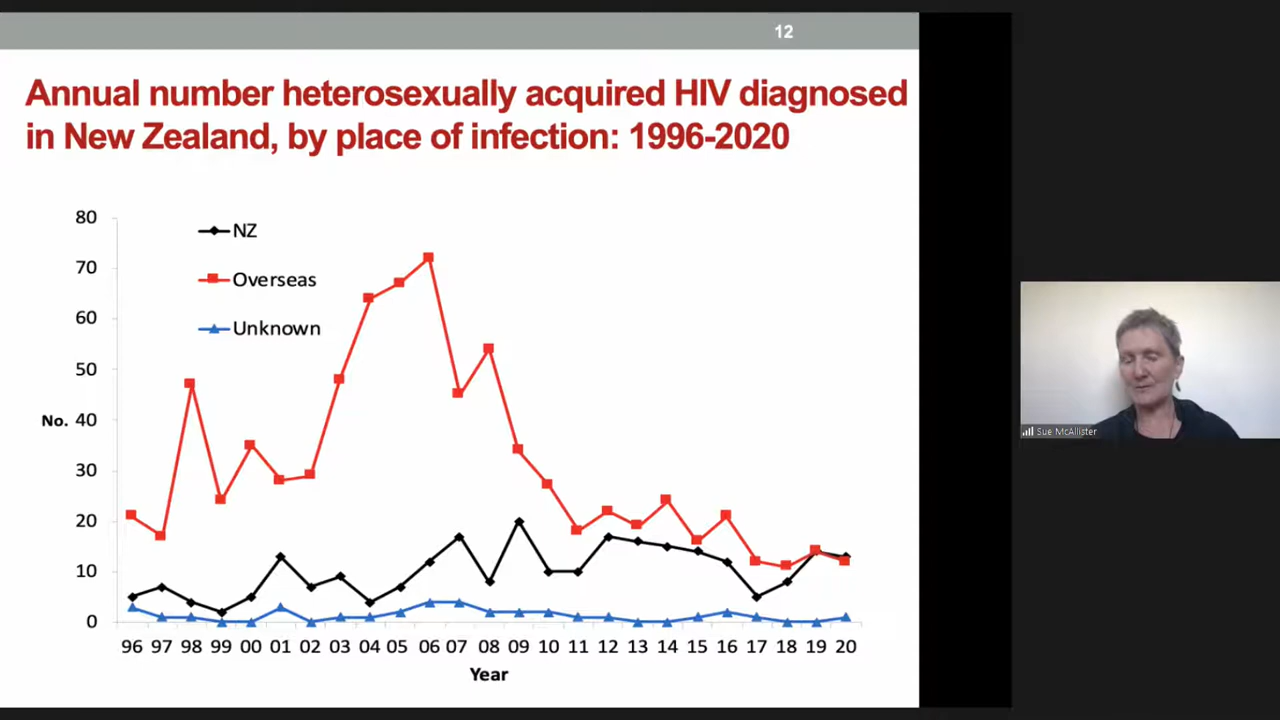 12
Annual number heterosexually acquired HIV diagnosed
in New Zealand, by place of infection: 1996-2020
80
70
60
50
No. 40
30
20
10
0
NZ
Overseas
Unknown
96 97 98 99 00 01 02 03 04 05 06 07 08 09 10 11 12 13 14 15 16 17 18 19 20
Year
Sue McAllister